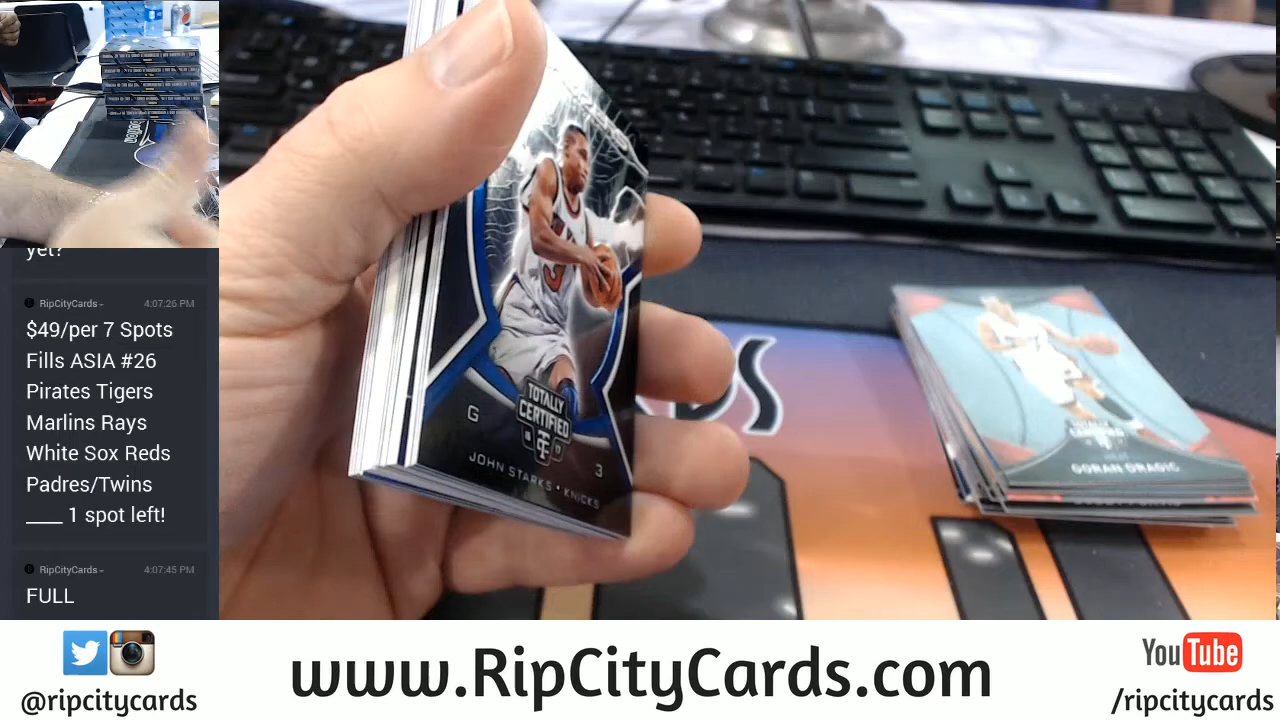 yet?
RipCityCards 4:07:26 PM
$49/per 7 Spots
Fills ASIA #26
Pirates Tigers
Marlins Rays
White Sox Reds
Padres/Twins
____ 1 spot left!
RipCityCards 4:07:45 PM
FULL
TOTALLY
CERTIFIED
G
3
JOHN STARKS • KNICKS
GORAN DRAGIC
@ripcitycards
www.RipCityCards.com
YouTube
/ripcitycards